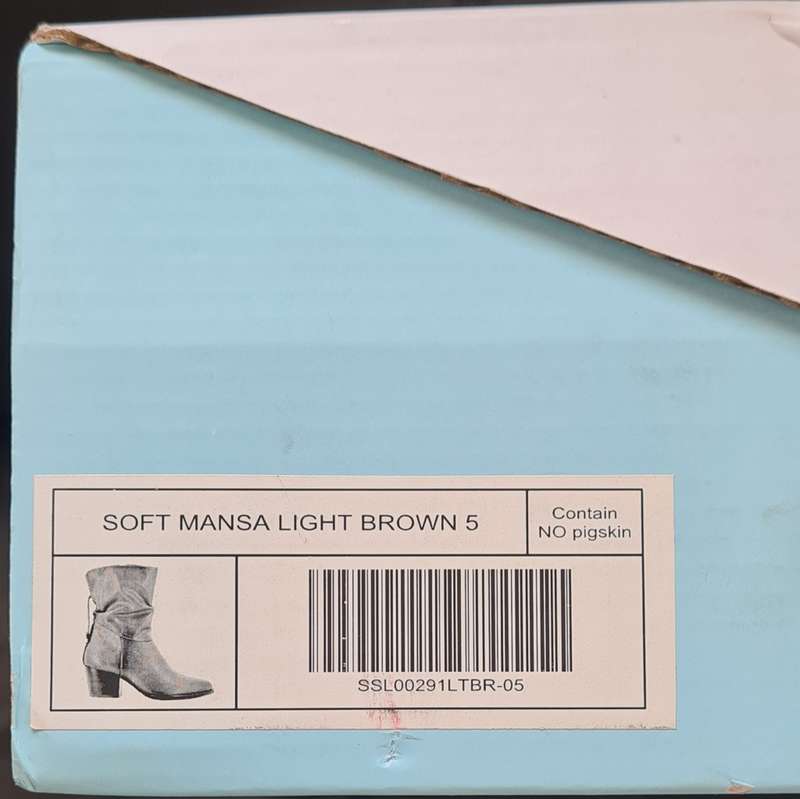 SOFT MANSA LIGHT BROWN 5
Contain
NO pigskin
SSL00291LTBR-05